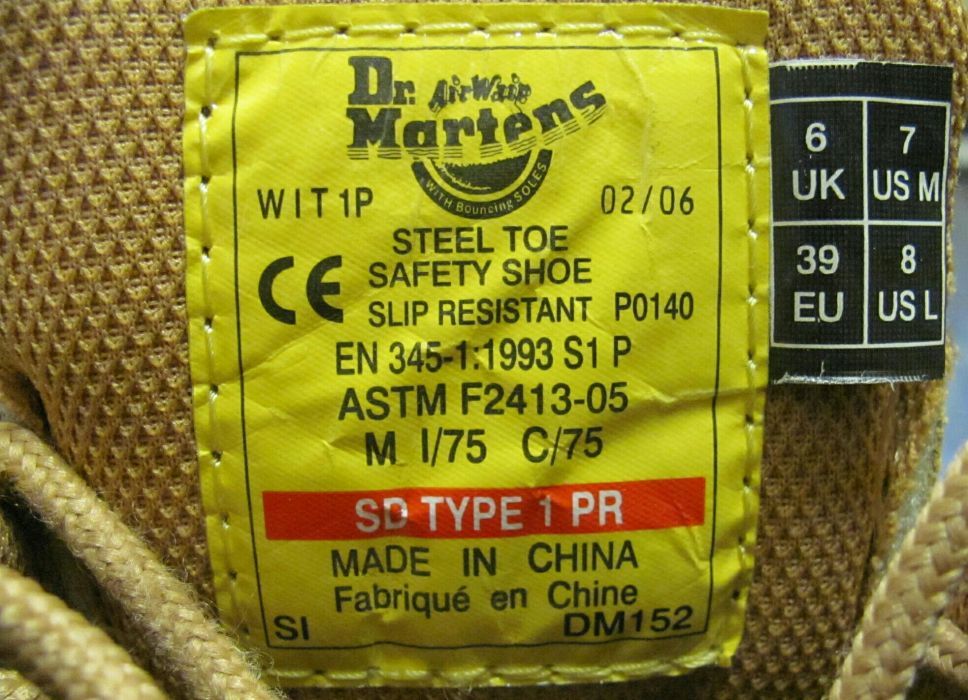 Dr. AirWair
Martens
WITH Bouncing SOLES
WIT 1P 02/06
STEEL TOE
SAFETY SHOE
CE
SLIP RESISTANT P0140
EN 345-1:1993 S1 P
ASTM F2413-05
M I/75 C/75
SD TYPE 1 PR
MADE IN CHINA
Fabriqué en Chine
SI DM152
6 UK
7 US M
39 EU
8 US L